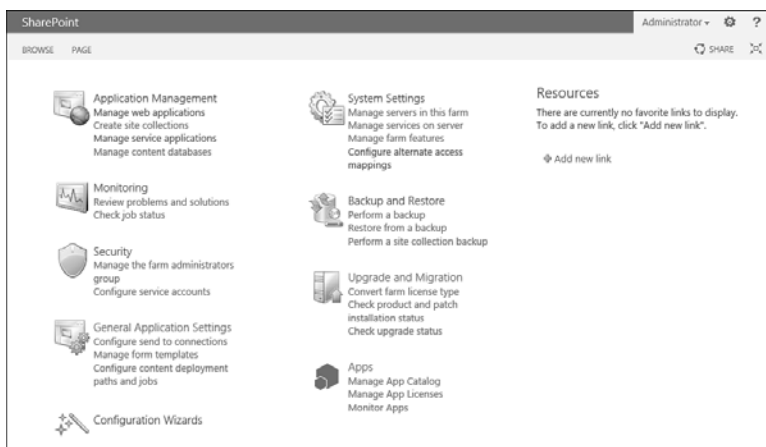 SharePoint
Administrator
?
BROWSE PAGE
SHARE
Application Management
Manage web applications
Create site collections
Manage service applications
Manage content databases
Monitoring
Review problems and solutions
Check job status
Security
Manage the farm administrators
group
Configure service accounts
General Application Settings
Configure send to connections
Manage form templates
Configure content deployment
paths and jobs
Configuration Wizards
System Settings
Manage servers in this farm
Manage services on server
Manage farm features
Configure alternate access
mappings
Backup and Restore
Perform a backup
Restore from a backup
Perform a site collection backup
Upgrade and Migration
Convert farm license type
Check product and patch
installation status
Check upgrade status
Apps
Manage App Catalog
Manage App Licenses
Monitor Apps
Resources
There are currently no favorite links to display.
To add a new link, click "Add new link".
Add new link